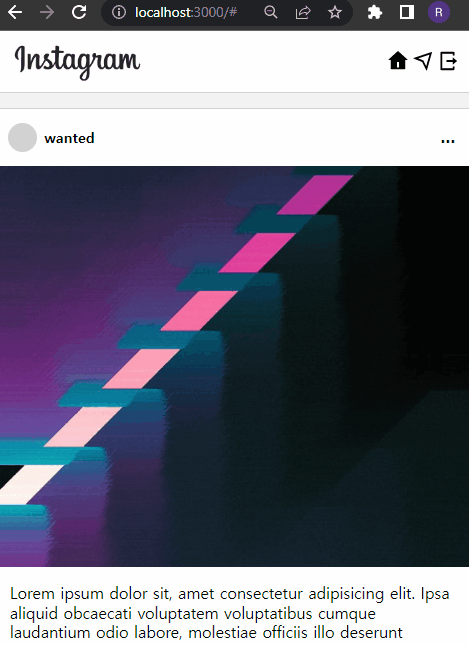 localhost:3000/#
R
Instagram
wanted
...
Lorem ipsum dolor sit, amet consectetur adipisicing elit. Ipsa
aliquid obcaecati voluptatem voluptatibus cumque
laudantium odio labore, molestiae officiis illo deserunt